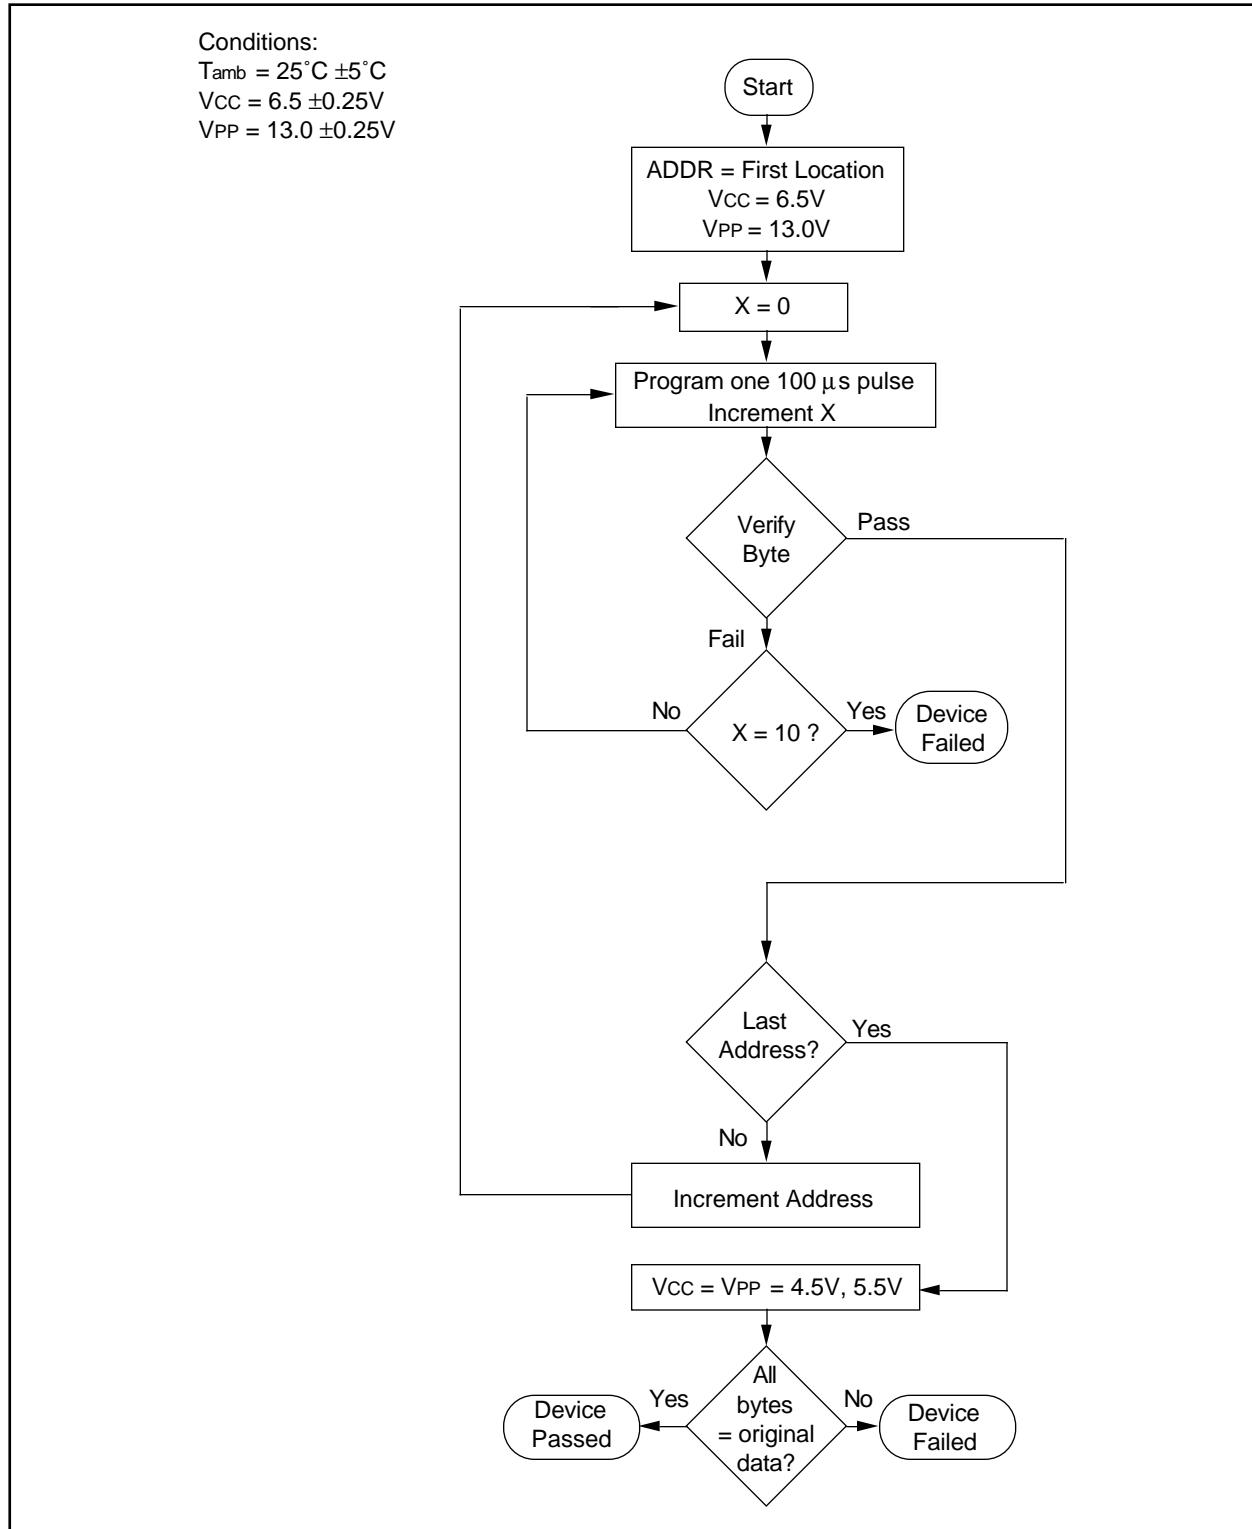 Conditions:
Tamb = 25˚C ±5˚C
VCC = 6.5 ±0.25V
VPP = 13.0 ±0.25V
Start
ADDR = First Location
VCC = 6.5V
VPP = 13.0V
X = 0
Program one 100 μs pulse
Increment X
Verify
Byte
Pass
Fail
X = 10 ?
No
Yes
Device
Failed
Last
Address?
Yes
No
Increment Address
VCC = VPP = 4.5V, 5.5V
All
bytes
= original
data?
Yes
No
Device
Passed
Device
Failed